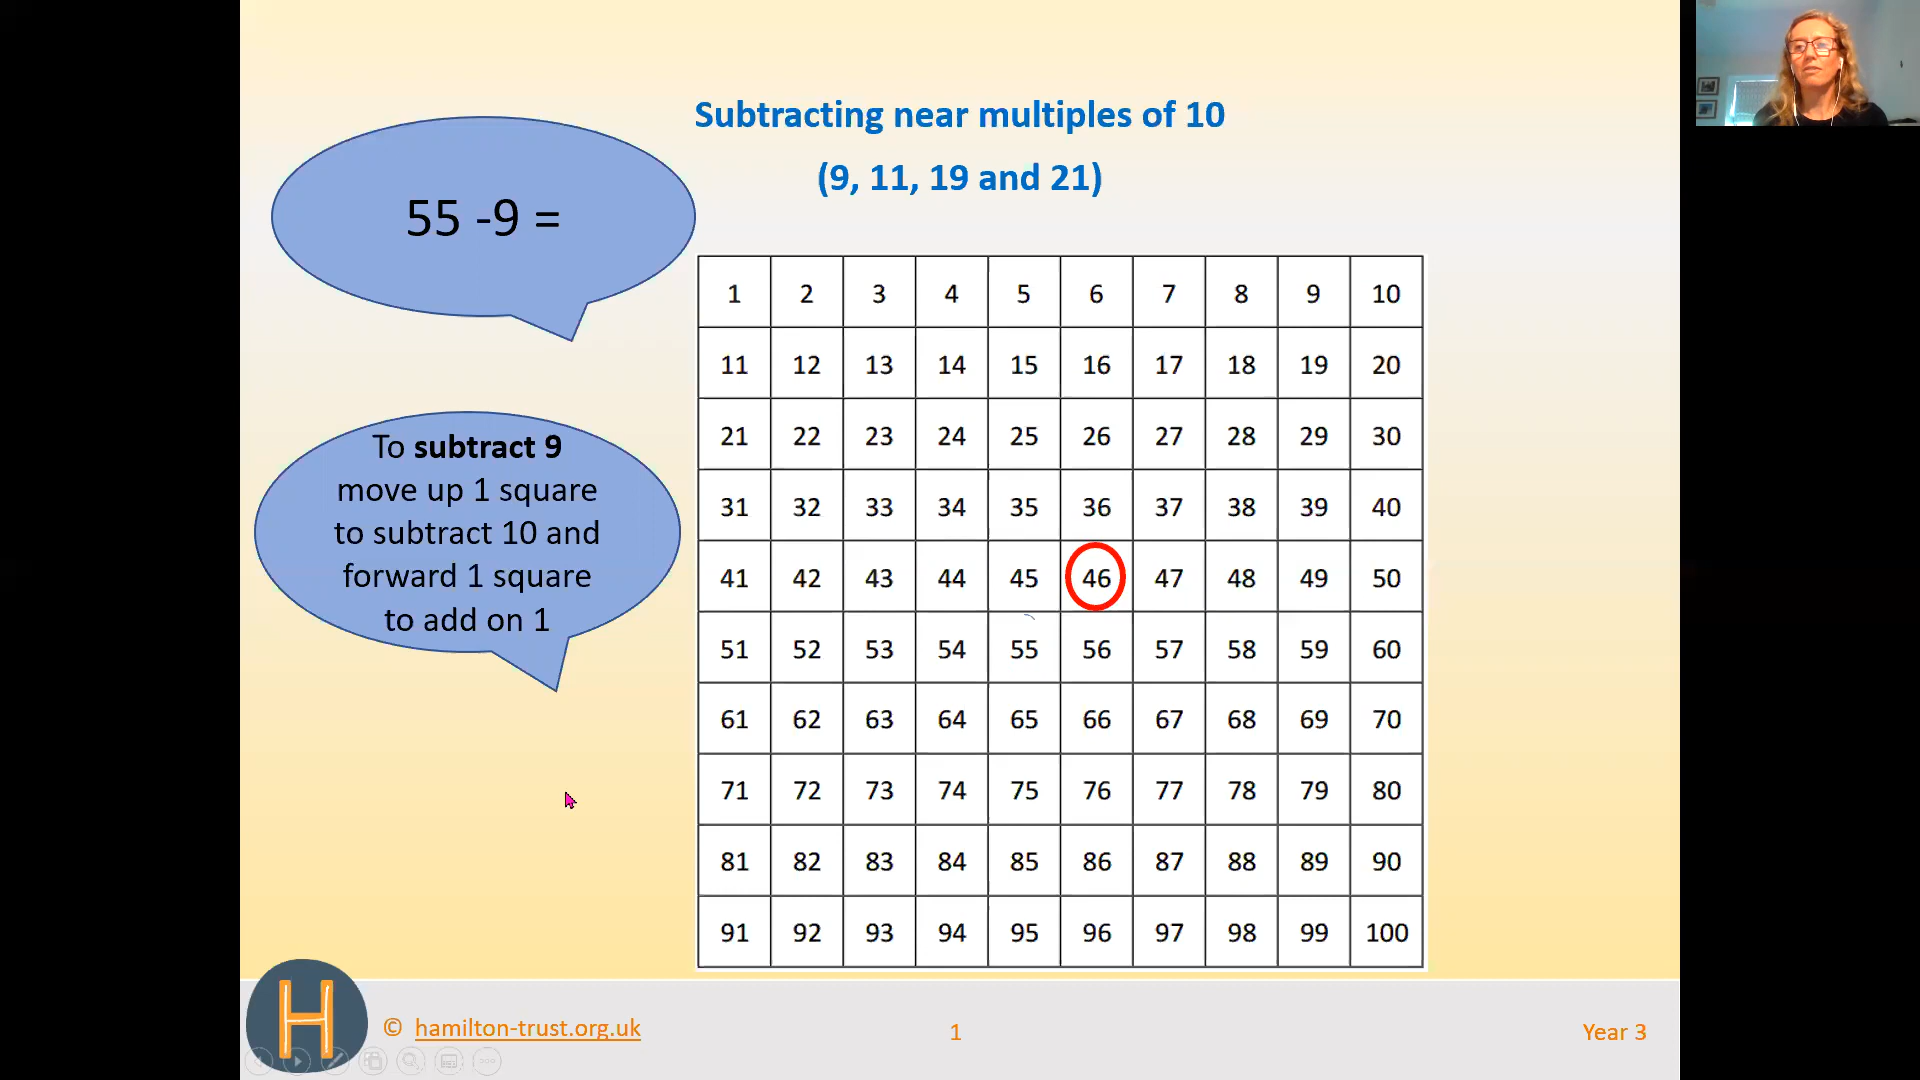 Subtracting near multiples of 10
(9, 11, 19 and 21)
55 -9 =
To subtract 9
move up 1 square
to subtract 10 and
forward 1 square
to add on 1
1 2 3 4 5 6 7 8 9 10
11 12 13 14 15 16 17 18 19 20
21 22 23 24 25 26 27 28 29 30
31 32 33 34 35 36 37 38 39 40
41 42 43 44 45 46 47 48 49 50
51 52 53 54 55 56 57 58 59 60
61 62 63 64 65 66 67 68 69 70
71 72 73 74 75 76 77 78 79 80
81 82 83 84 85 86 87 88 89 90
91 92 93 94 95 96 97 98 99 100
H
© hamilton-trust.org.uk
1
Year 3